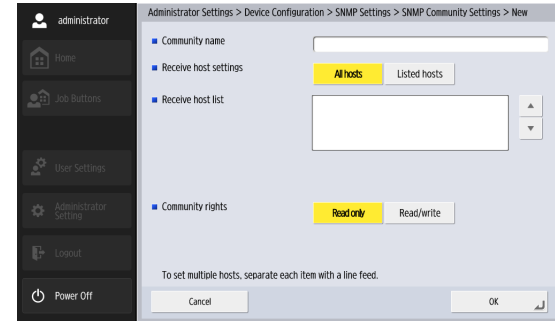 administrator
Home
Job Buttons
User Settings
Administrator
Setting
Logout
Power Off
Administrator Settings > Device Configuration > SNMP Settings > SNMP Community Settings > New
Community name
Receive host settings
All hosts
Listed hosts
Receive host list
Community rights
Read only
Read/write
To set multiple hosts, separate each item with a line feed.
Cancel
OK